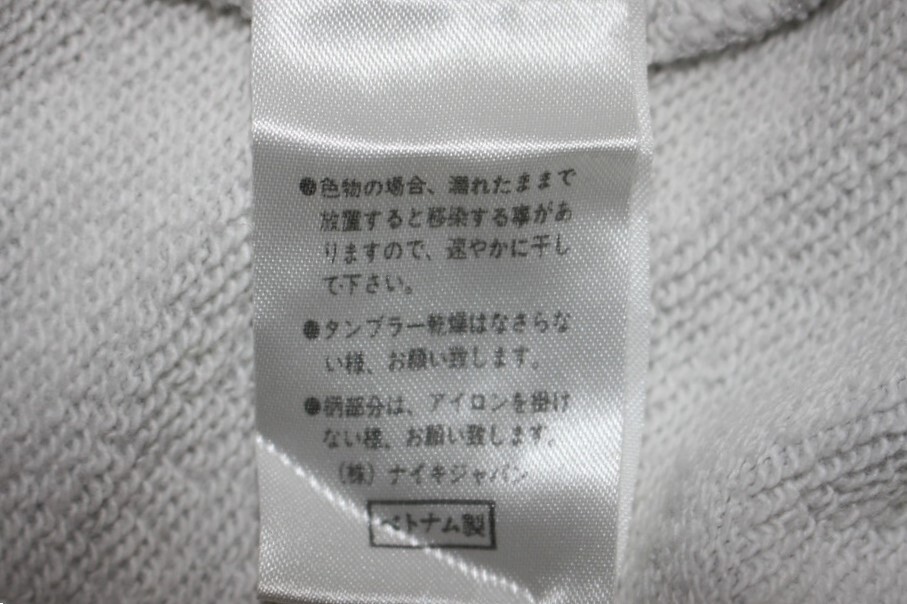 ●色物の場合、濡れたままで
放置すると移染する事があ
りますので、速やかに干し
て下さい。
●タンブラー乾燥はなさらな
い様、お願い致します。
●柄部分は、アイロンを掛け
ない様、お願い致します。
(株) ナイキジャパン
ベトナム製